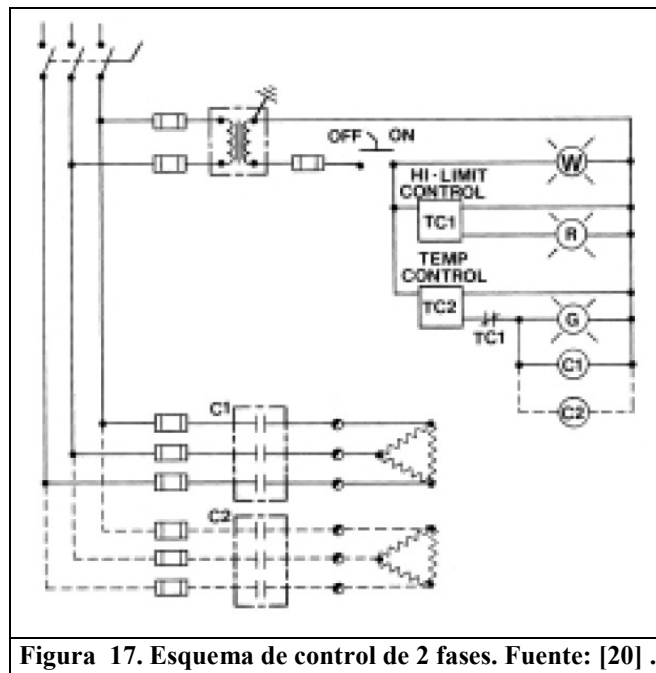 OFF ON
W
HI-LIMIT
CONTROL
TC1
R
TEMP
CONTROL
TC2
TC1
G
C1
C2
C1
C2
Figura 17. Esquema de control de 2 fases. Fuente: [20] .